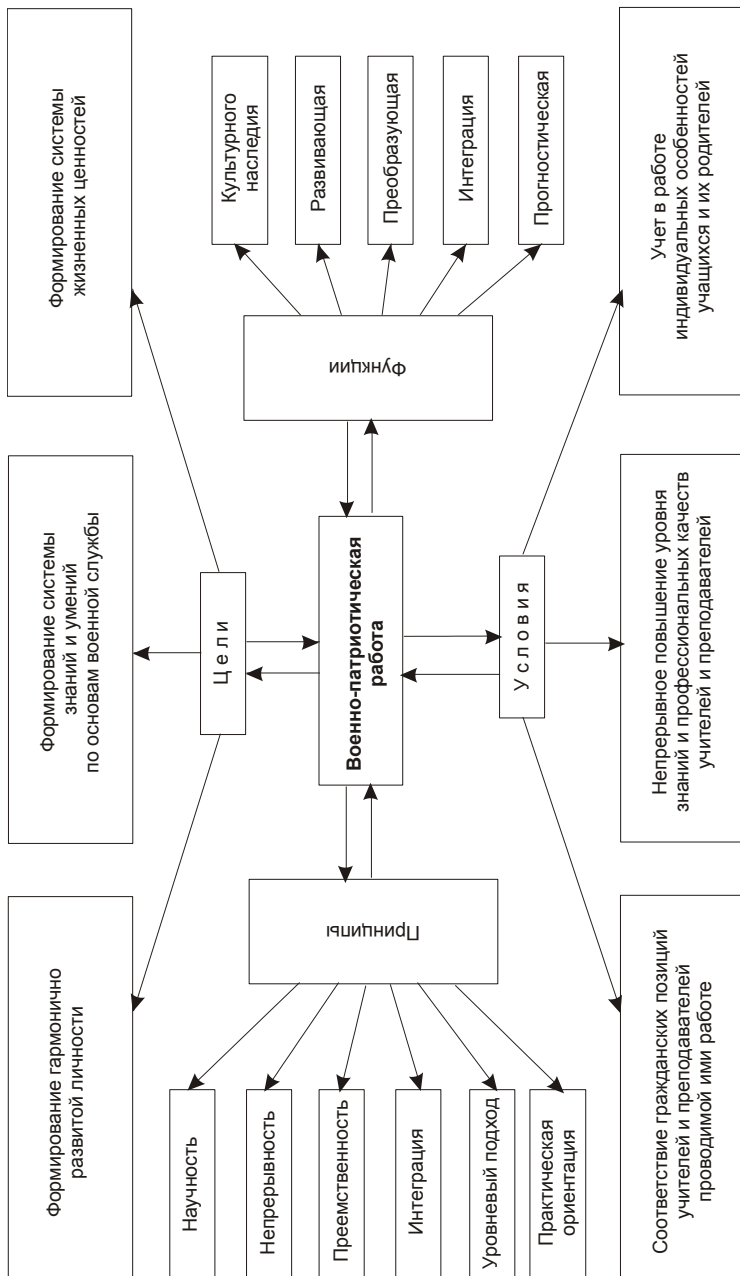 Формирование гармонично
развитой личности
Формирование системы
знаний и умений
по основам военной службы
Формирование системы
жизненных ценностей
Цели
Научность
Непрерывность
Преемственность
Интеграция
Уровневый подход
Практическая
ориентация
Принципы
Военно-патриотическая
работа
Функции
Культурного
наследия
Развивающая
Преобразующая
Интеграция
Прогностическая
Условия
Соответствие гражданских позиций
учителей и преподавателей
проводимой ими работе
Непрерывное повышение уровня
знаний и профессиональных качеств
учителей и преподавателей
Учет в работе
индивидуальных особенностей
учащихся и их родителей